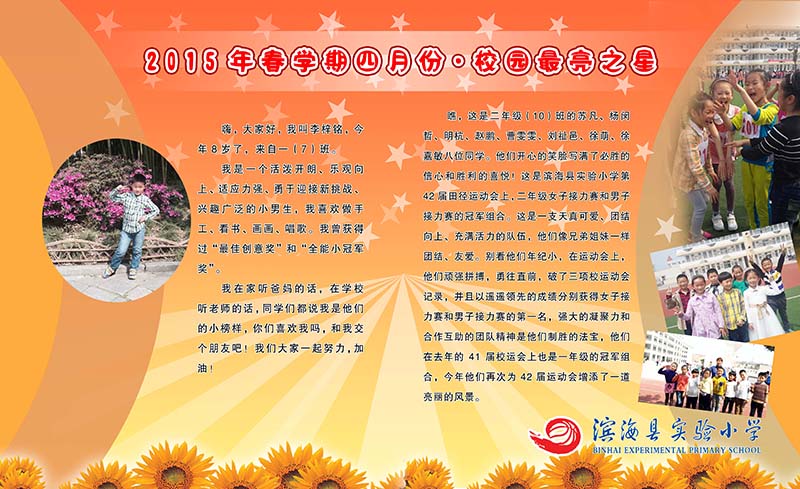 2015年春学期四月份·校园最亮之星
嗨，大家好，我叫李梓铭，今
年8岁了，来自一（7）班。
我是一个活泼开朗、乐观向
上、适应力强、勇于迎接新挑战、
兴趣广泛的小男生，我喜欢做手
工、看书、画画、唱歌。我曾获得
过“最佳创意奖”和“全能小冠军
奖”。
我在家听爸妈的话，在学校
听老师的话，同学们都说我是他们
的小榜样，你们喜欢我吗，和我交
个朋友吧！我们大家一起努力，加
油！
瞧，这是二年级（10）班的苏凡、杨闵
哲、明杭、赵鹏、曹雯雯、刘祉邑、徐萌、徐
嘉敏八位同学。他们开心的笑脸写满了必胜的
信心和胜利的喜悦！这是滨海县实验小学第
42届田径运动会上，二年级女子接力赛和男子
接力赛的冠军组合。这是一支天真可爱、团结
向上、充满活力的队伍，他们像兄弟姐妹一样
团结、友爱。别看他们年纪小，在运动会上，
他们顽强拼搏，勇往直前，破了三项校运动会
记录，并且以遥遥领先的成绩分别获得女子接
力赛和男子接力赛的第一名，强大的凝聚力和
合作互助的团队精神是他们制胜的法宝，他们
在去年的 41 届校运会上也是一年级的冠军组
合，今年他们再次为 42 届运动会增添了一道
亮丽的风景。
滨海县实验小学
BINHAI EXPERIMENTAL PRIMARY SCHOOL